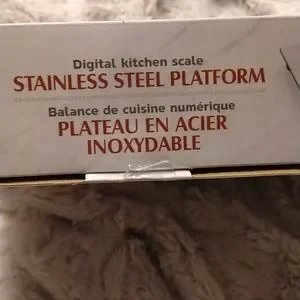 Digital kitchen scale
STAINLESS STEEL PLATFORM
Balance de cuisine numérique
PLATEAU EN ACIER
INOXYDABLE